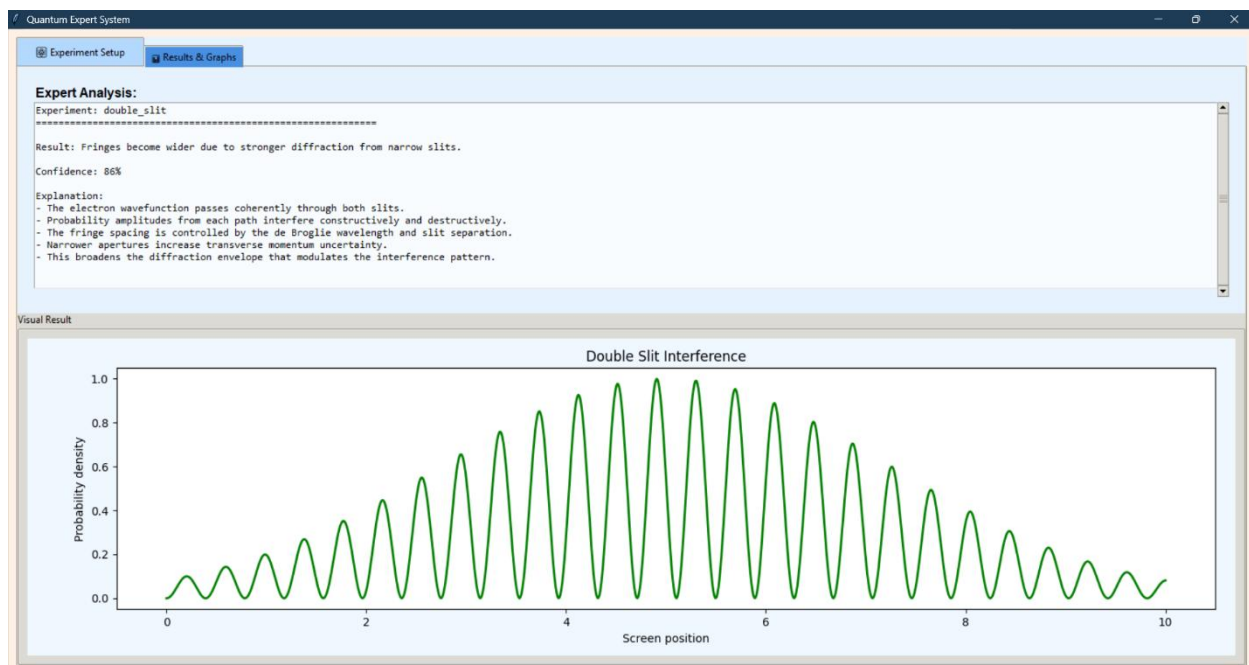 Quantum Expert System
Experiment Setup
Results & Graphs
Expert Analysis:
Experiment: double_slit
============================================================
Result: Fringes become wider due to stronger diffraction from narrow slits.
Confidence: 86%
Explanation:
- The electron wavefunction passes coherently through both slits.
- Probability amplitudes from each path interfere constructively and destructively.
- The fringe spacing is controlled by the de Broglie wavelength and slit separation.
- Narrower apertures increase transverse momentum uncertainty.
- This broadens the diffraction envelope that modulates the interference pattern.
Visual Result
Double Slit Interference
1.0
0.8
0.6
0.4
0.2
0.0
Probability density
0 2 4 6 8 10
Screen position